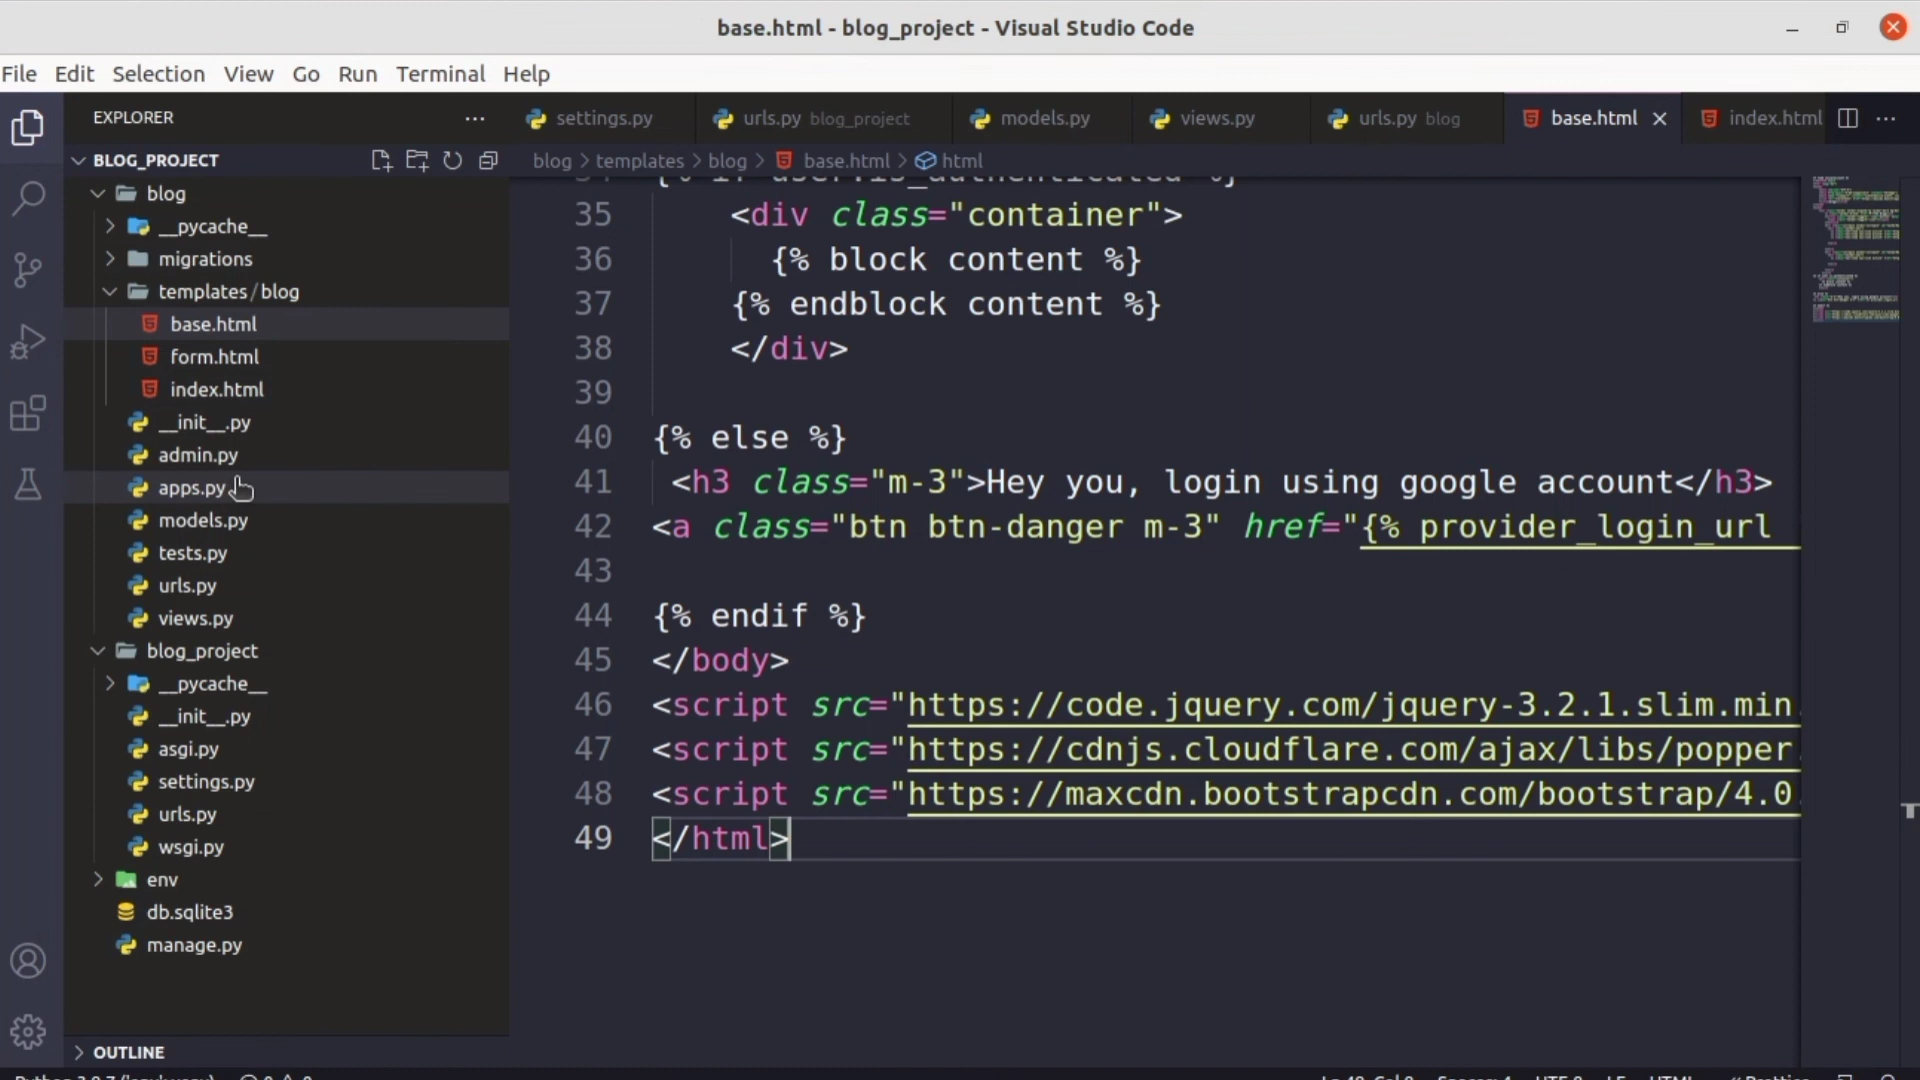 base.html - blog_project - Visual Studio Code
File Edit Selection View Go Run Terminal Help
EXPLORER
settings.py
urls.py blog_project
models.py
views.py
urls.py blog
base.html
index.html
BLOG_PROJECT
blog > templates > blog > base.html > html
blog
__pycache__
migrations
templates/blog
base.html
form.html
index.html
__init__.py
admin.py
apps.py
models.py
tests.py
urls.py
views.py
blog_project
__pycache__
__init__.py
asgi.py
settings.py
urls.py
wsgi.py
env
db.sqlite3
manage.py
OUTLINE
35 <div class="container">
36 {% block content %}
37 {% endblock content %}
38 </div>
39
40 {% else %}
41 <h3 class="m-3">Hey you, login using google account</h3>
42 <a class="btn btn-danger m-3" href="{% provider_login_url
43
44 {% endif %}
45 </body>
46 <script src="https://code.jquery.com/jquery-3.2.1.slim.min.
47 <script src="https://cdnjs.cloudflare.com/ajax/libs/popper.
48 <script src="https://maxcdn.bootstrapcdn.com/bootstrap/4.0.
49 </html>